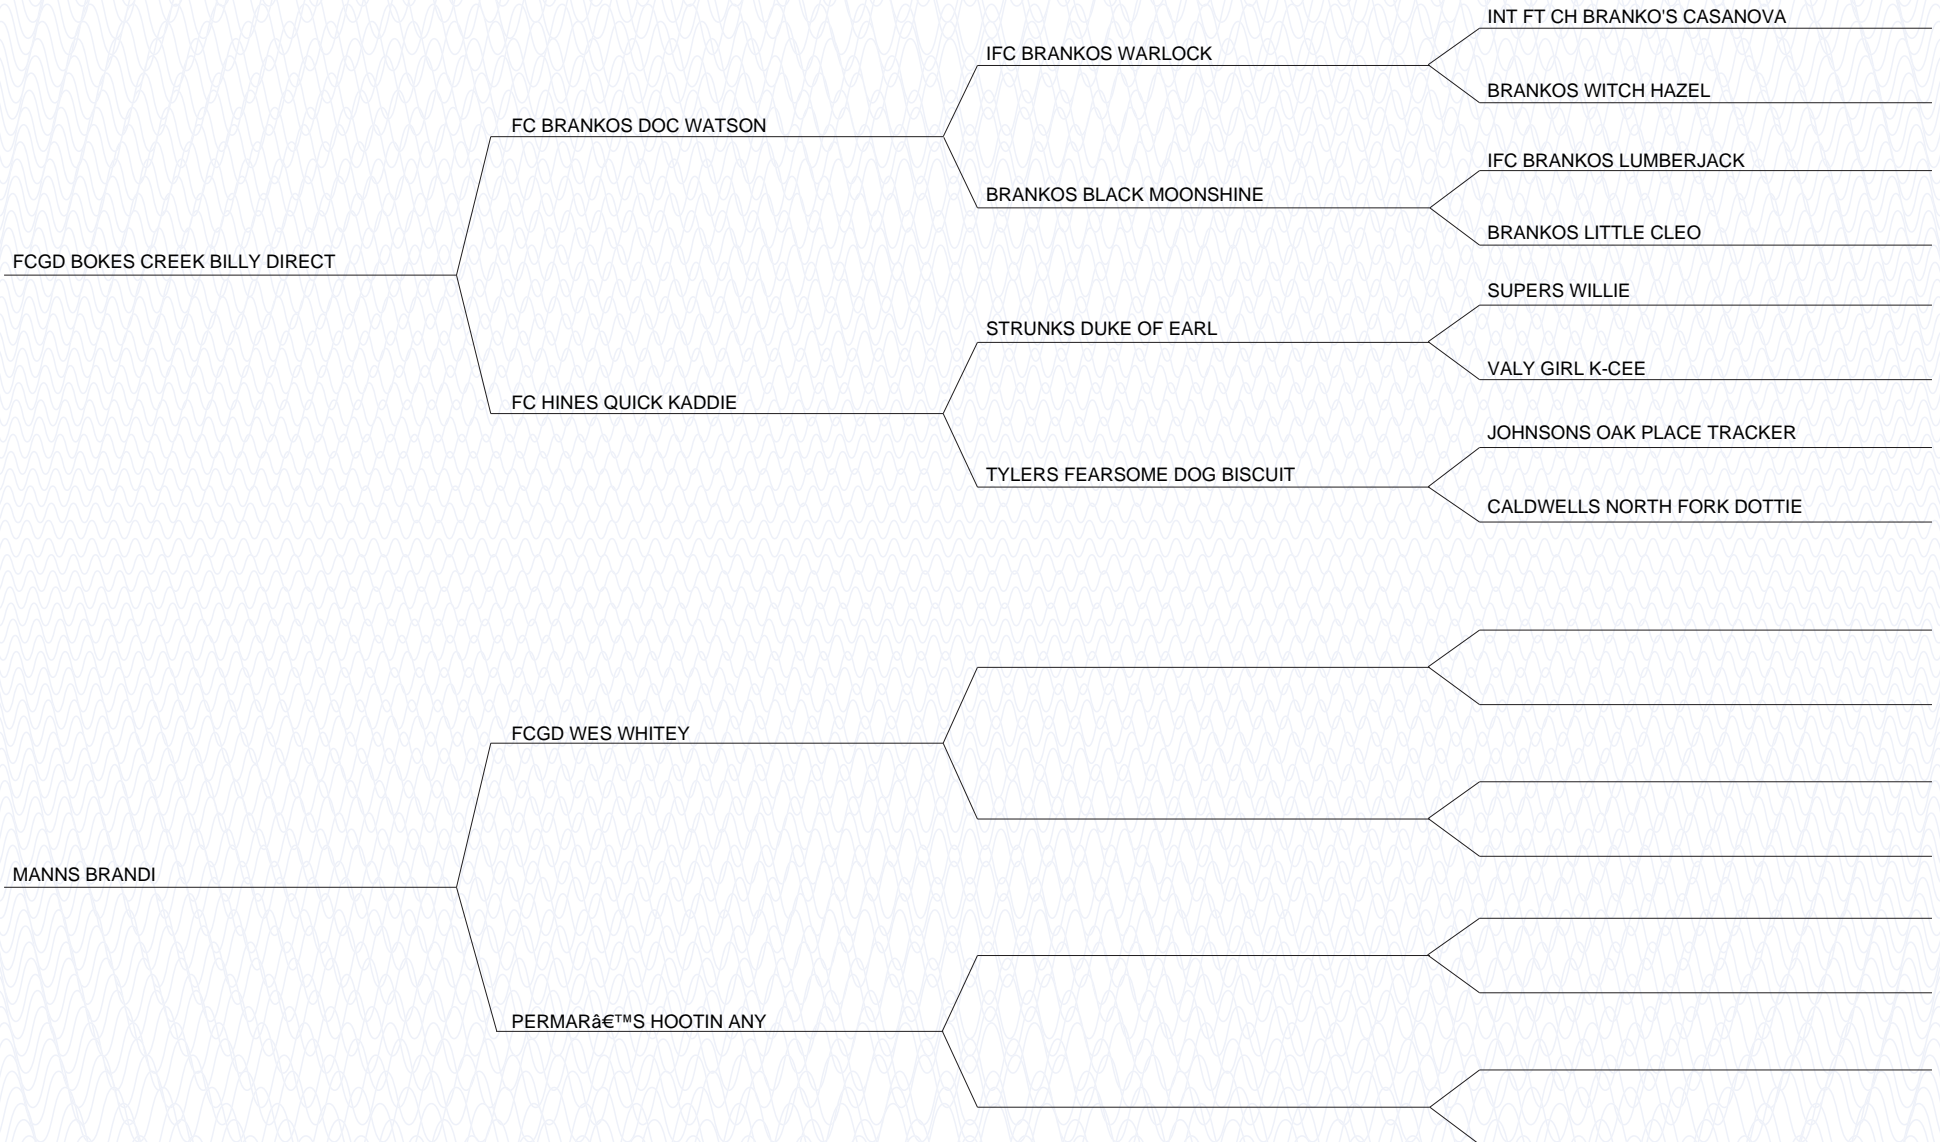 INT FT CH BRANKO'S CASANOVA
IFC BRANKOS WARLOCK
BRANKOS WITCH HAZEL
FC BRANKOS DOC WATSON
IFC BRANKOS LUMBERJACK
BRANKOS BLACK MOONSHINE
BRANKOS LITTLE CLEO
FCGD BOKES CREEK BILLY DIRECT
SUPERS WILLIE
STRUNKS DUKE OF EARL
VALY GIRL K-CEE
FC HINES QUICK KADDIE
JOHNSONS OAK PLACE TRACKER
TYLERS FEARSOME DOG BISCUIT
CALDWELLS NORTH FORK DOTTIE
FCGD WES WHITEY
MANNS BRANDI
PERMARâ€™S HOOTIN ANY